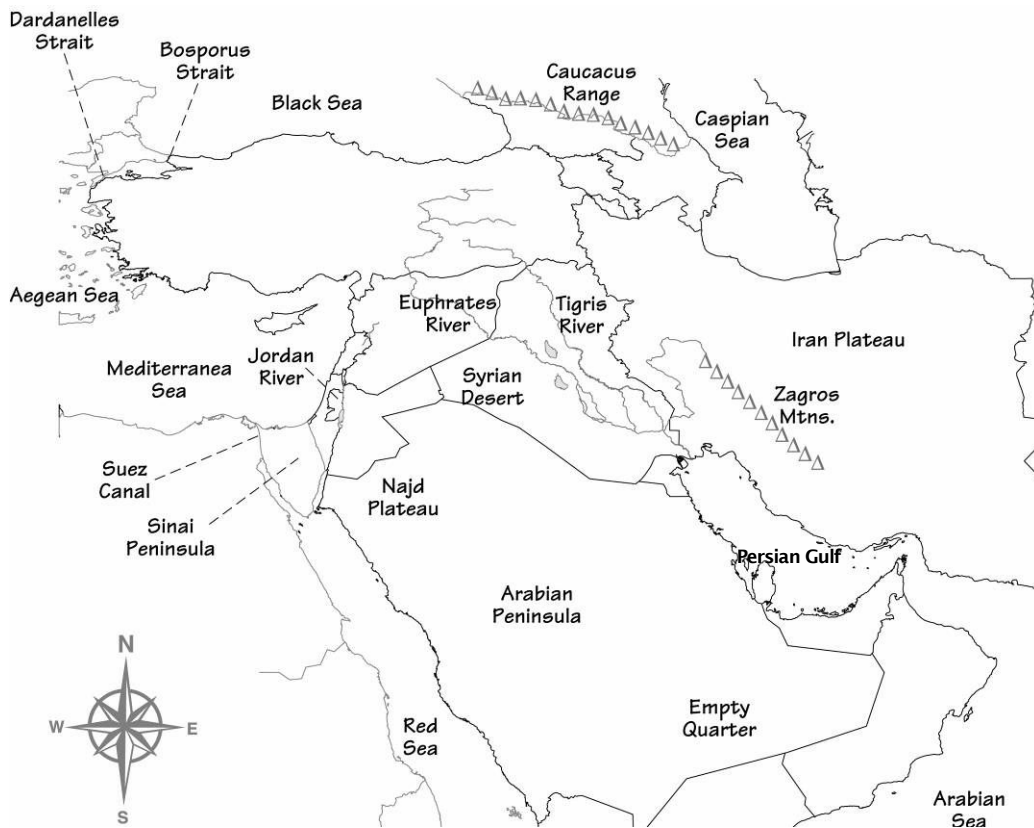 Dardanelles
Strait
Bosporus
Strait
Black Sea
Caucacus
Range
Caspian
Sea
Aegean Sea
Euphrates
River
Tigris
River
Iran Plateau
Mediterranea
Sea
Jordan
River
Syrian
Desert
Zagros
Mtns.
Suez
Canal
Najd
Plateau
Sinai
Peninsula
Persian Gulf
Arabian
Peninsula
N
W
E
S
Red
Sea
Empty
Quarter
Arabian
Sea